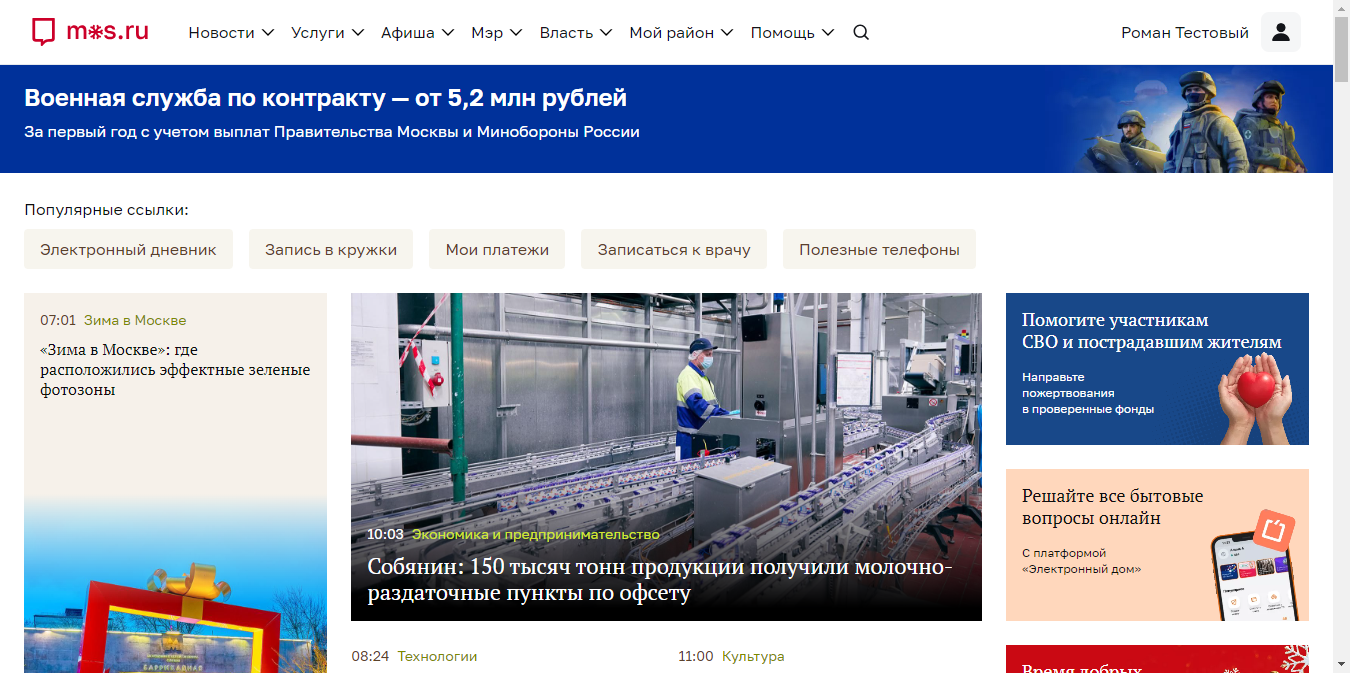 mos.ru
Новости
Услуги
Афиша
Мэр
Власть
Мой район
Помощь
Роман Тестовый
Военная служба по контракту — от 5,2 млн рублей
За первый год с учетом выплат Правительства Москвы и Минобороны России
Популярные ссылки:
Электронный дневник
Запись в кружки
Мои платежи
Записаться к врачу
Полезные телефоны
07:01 Зима в Москве
«Зима в Москве»: где
расположились эффектные зеленые
фотозоны
БАРРИКАДНАЯ
10:03 Экономика и предпринимательство
Собянин: 150 тысяч тонн продукции получили молочно-
раздаточные пункты по офсету
08:24 Технологии
11:00 Культура
Помогите участникам
СВО и пострадавшим жителям
Направьте
пожертвования
в проверенные фонды
Решайте все бытовые
вопросы онлайн
С платформой
«Электронный дом»
Время добрых